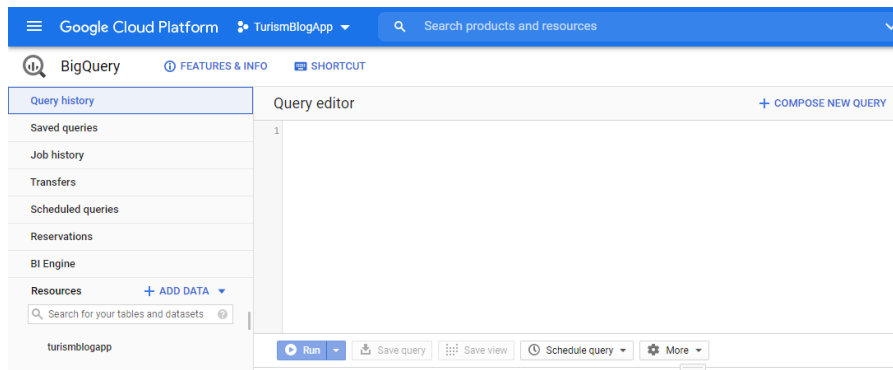 Google Cloud Platform TurismBlogApp Search products and resources
BigQuery FEATURES & INFO SHORTCUT
Query history
Saved queries
Job history
Transfers
Scheduled queries
Reservations
BI Engine
Resources + ADD DATA
Search for your tables and datasets ?
turismblogapp
Query editor + COMPOSE NEW QUERY
1
Run Save query Save view Schedule query More